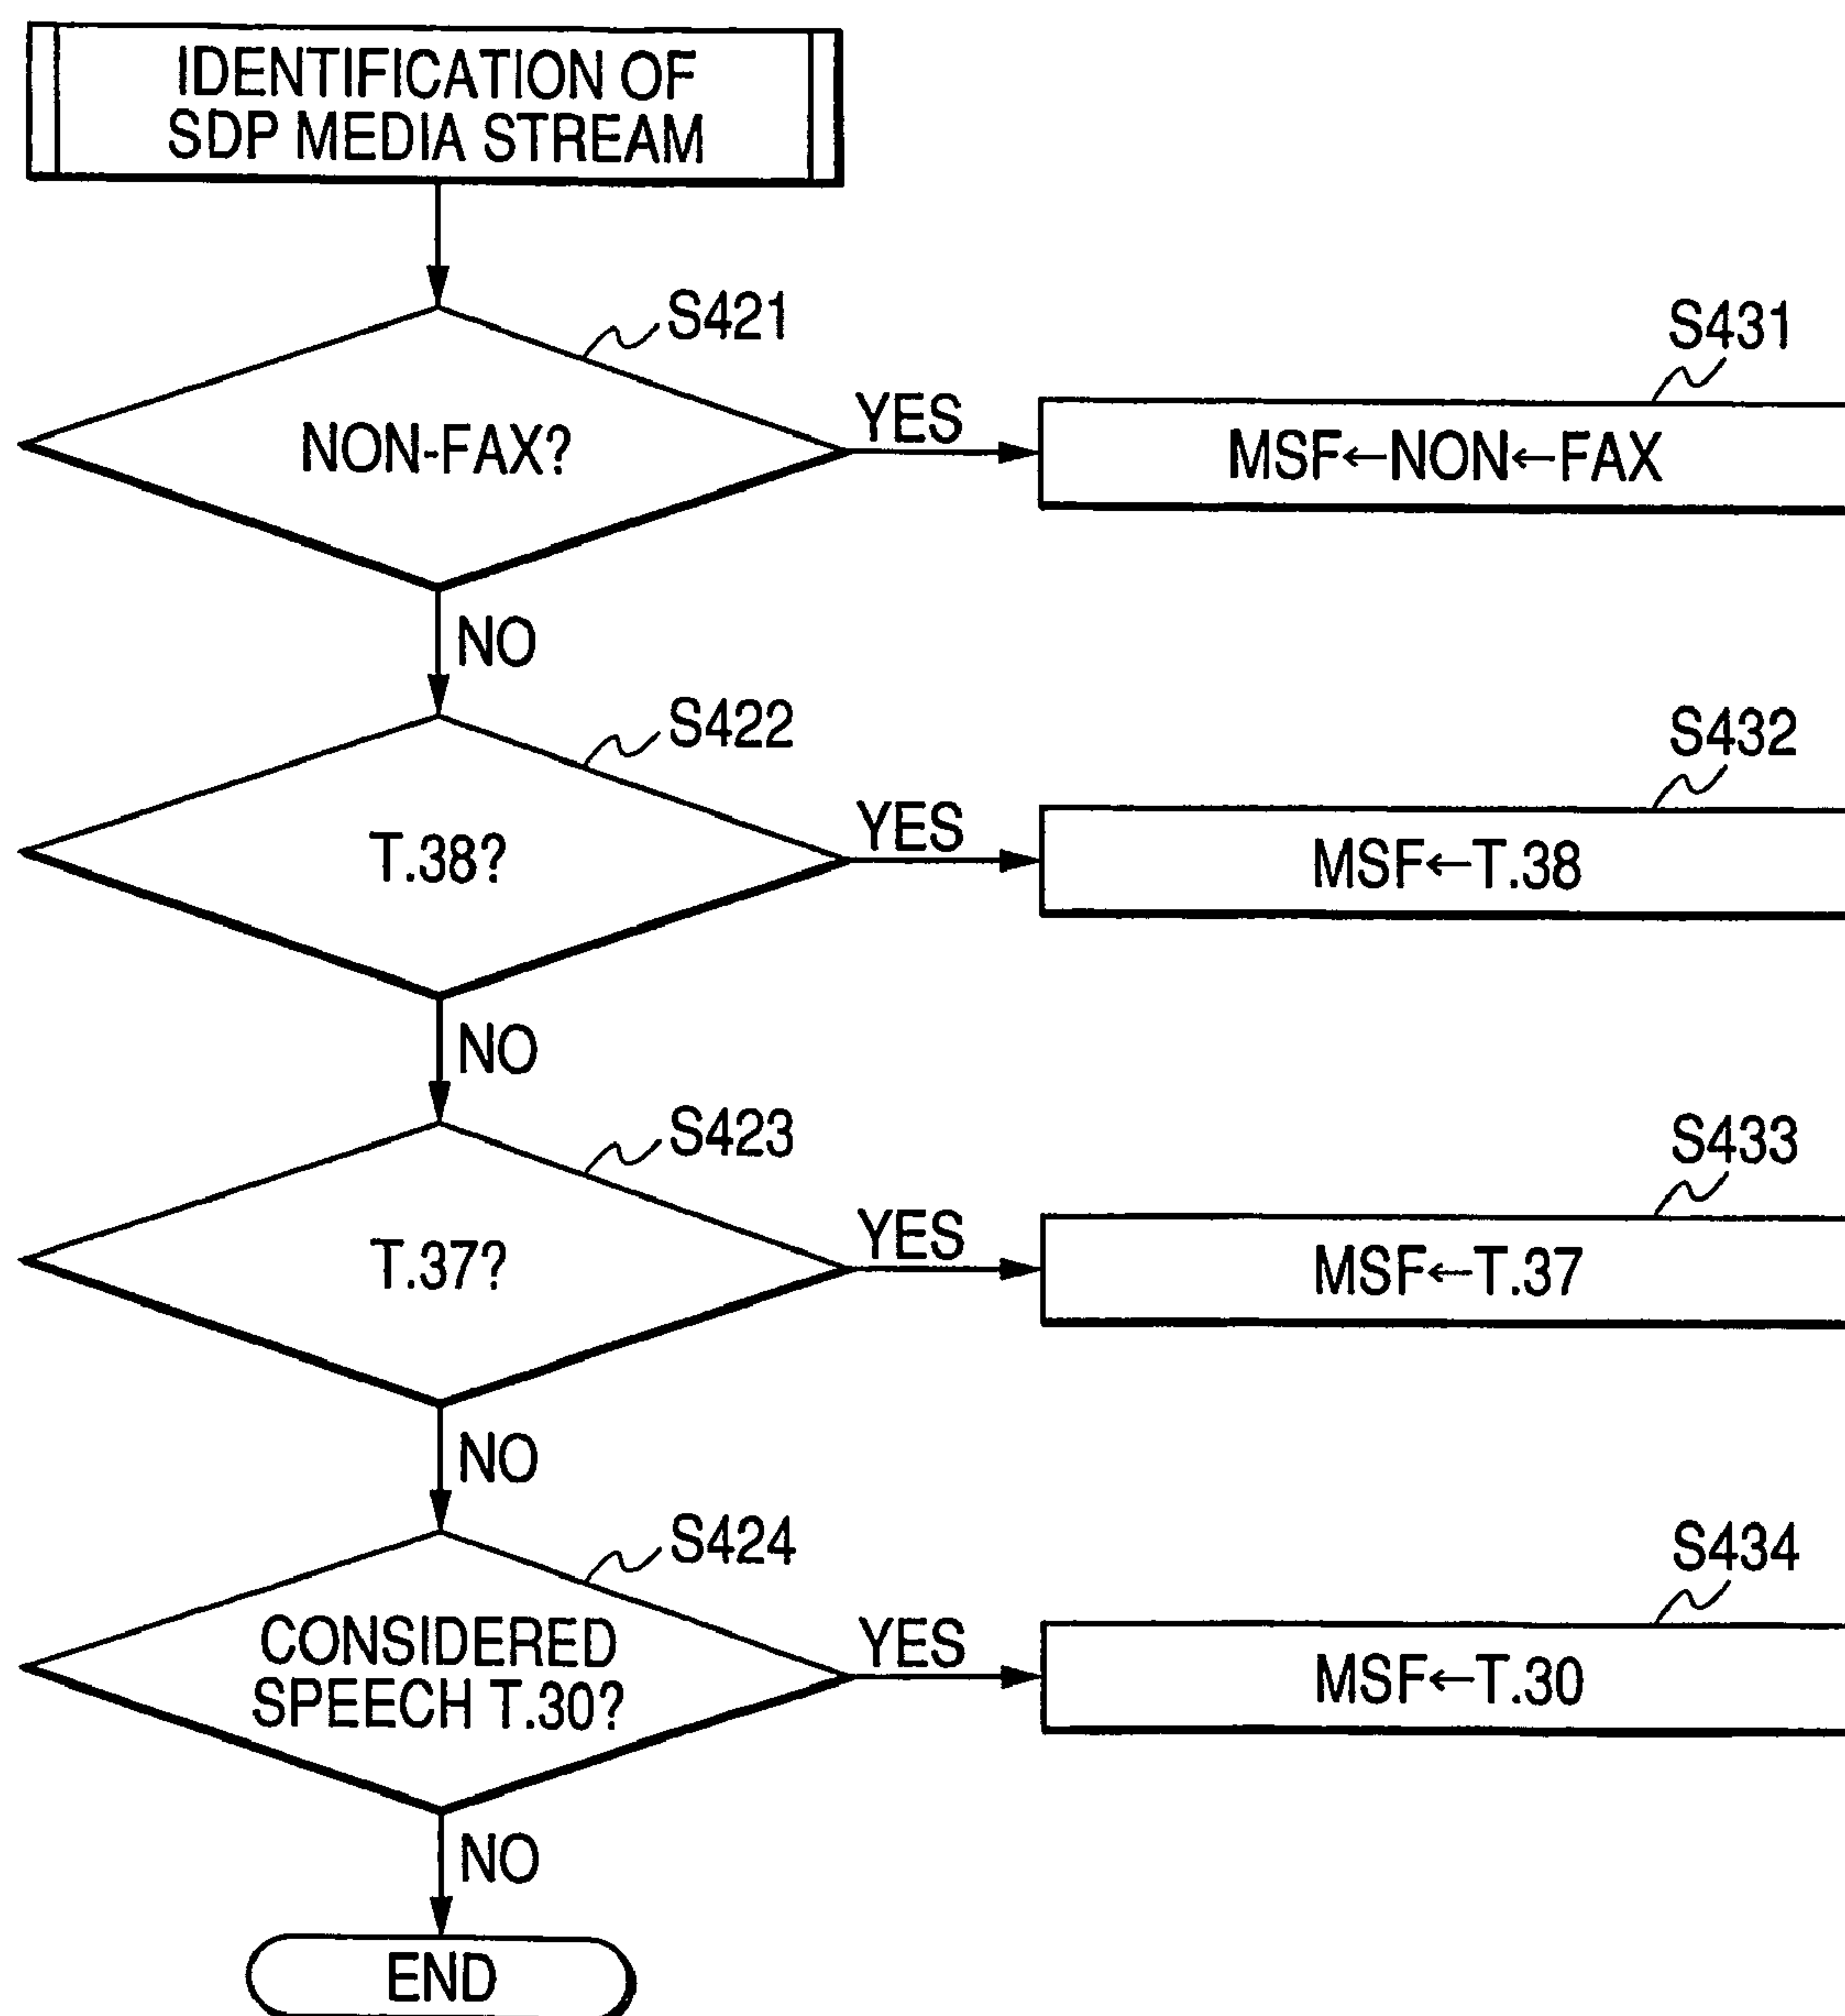 IDENTIFICATION OF
SDP MEDIA STREAM
S421
NON-FAX?
YES
S431
MSF←NON←FAX
NO
S422
T.38?
YES
S432
MSF←T.38
NO
S423
T.37?
YES
S433
MSF←T.37
NO
S424
CONSIDERED
SPEECH T.30?
YES
S434
MSF←T.30
NO
END